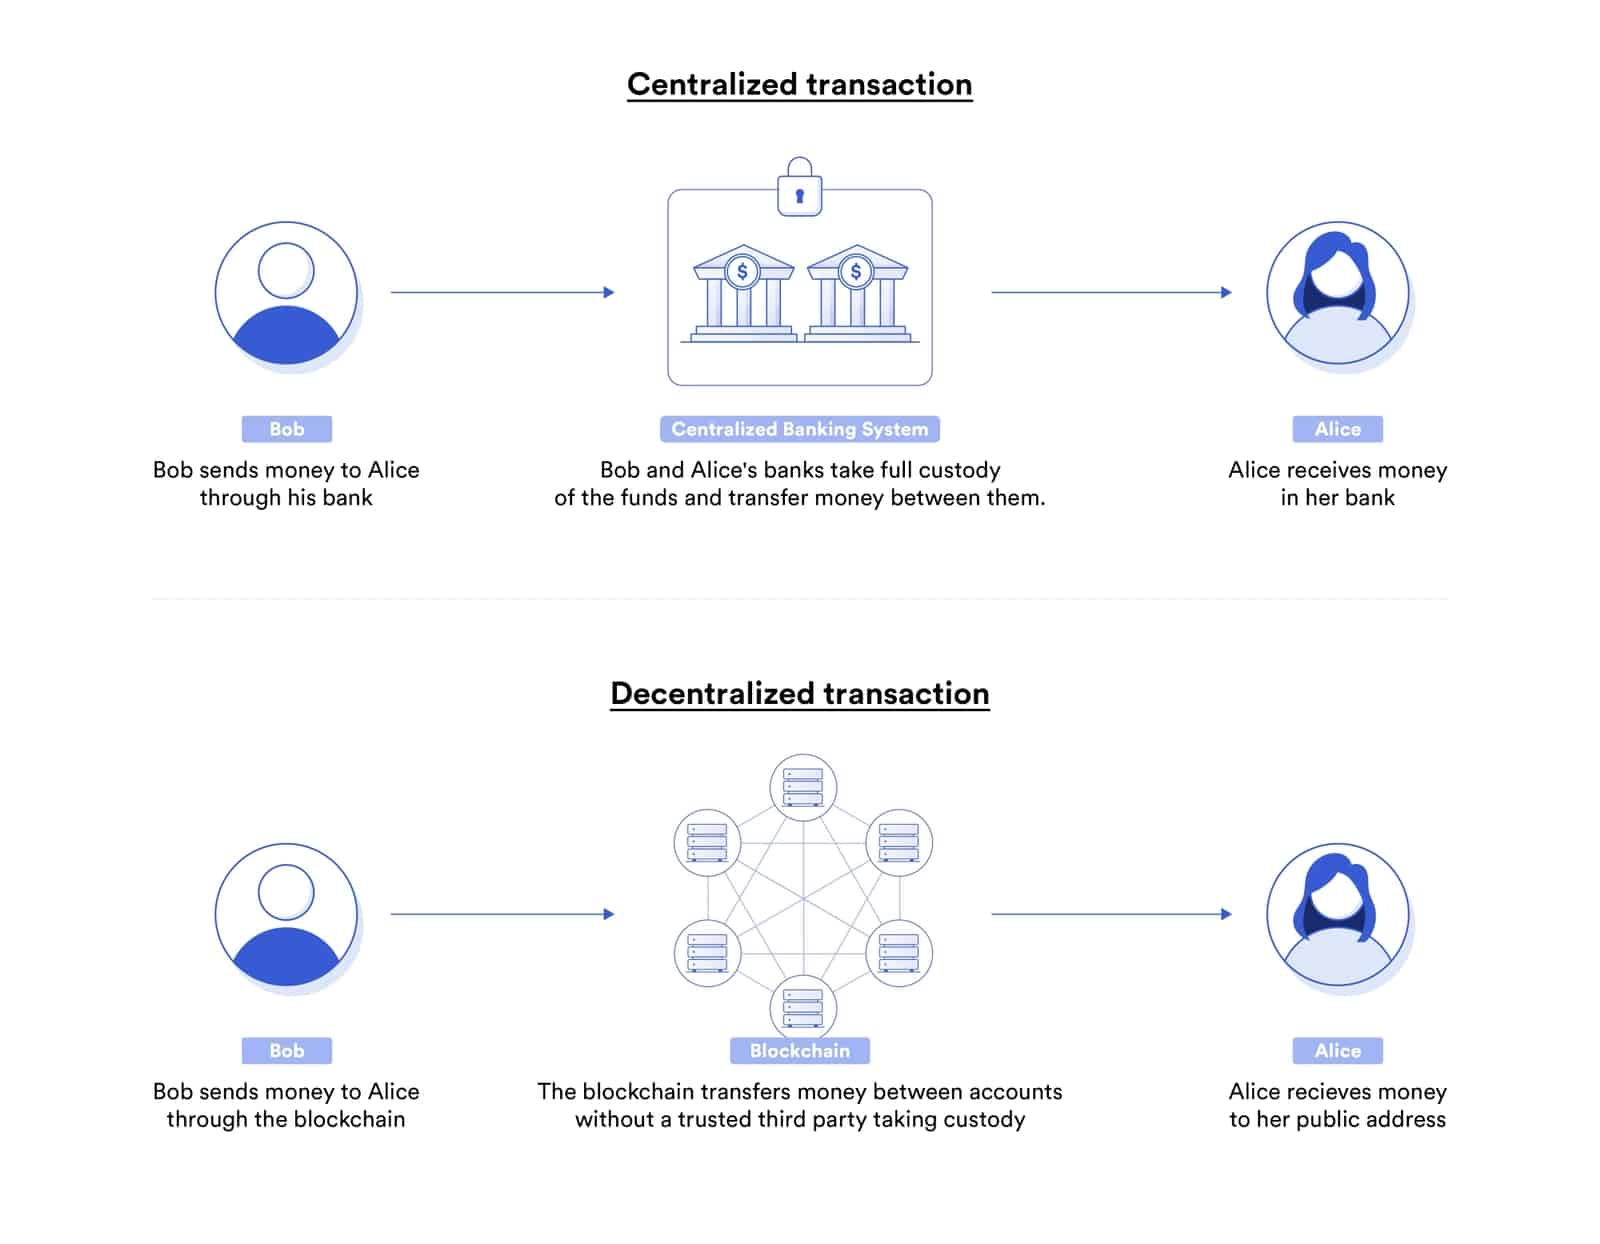 Centralized transaction
$ $
Bob
Centralized Banking System
Alice
Bob sends money to Alice
through his bank
Bob and Alice's banks take full custody
of the funds and transfer money between them.
Alice receives money
in her bank
Decentralized transaction
Bob
Blockchain
Alice
Bob sends money to Alice
through the blockchain
The blockchain transfers money between accounts
without a trusted third party taking custody
Alice recieves money
to her public address